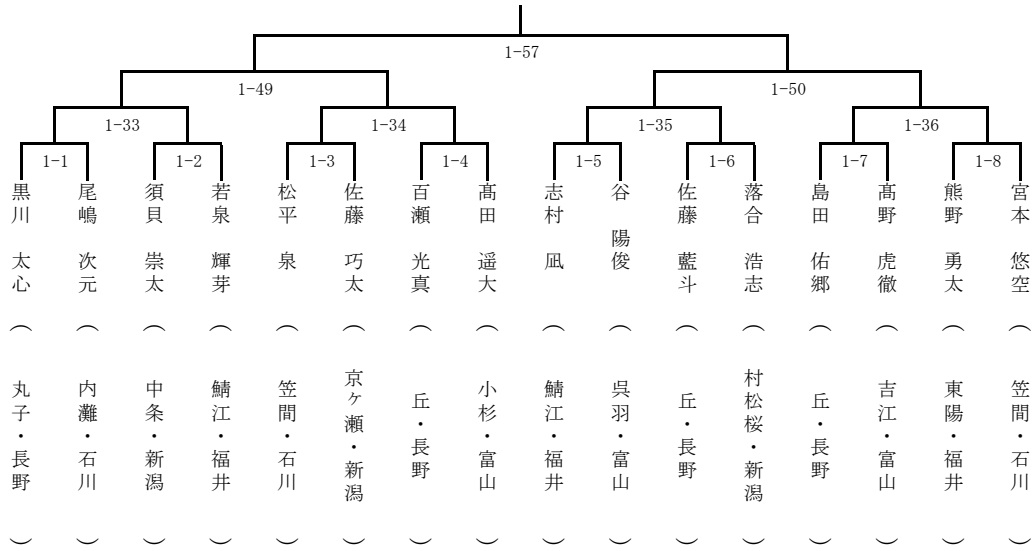 1-57
1-49 1-50
1-33 1-34 1-35 1-36
1-1 1-2 1-3 1-4 1-5 1-6 1-7 1-8
黒川 太心（丸子・長野）
尾嶋 次元（内灘・石川）
須貝 崇太（中条・新潟）
若泉 輝芽（鯖江・福井）
松平 泉（笠間・石川）
佐藤 巧太（京ヶ瀬・新潟）
百瀬 光真（丘・長野）
髙田 遥大（小杉・富山）
志村 凪（鯖江・福井）
谷 陽俊（呉羽・富山）
佐藤 藍斗（丘・長野）
落合 浩志（村松桜・新潟）
島田 佑郷（丘・長野）
髙野 虎徹（吉江・富山）
熊野 勇太（東陽・福井）
宮本 悠空（笠間・石川）